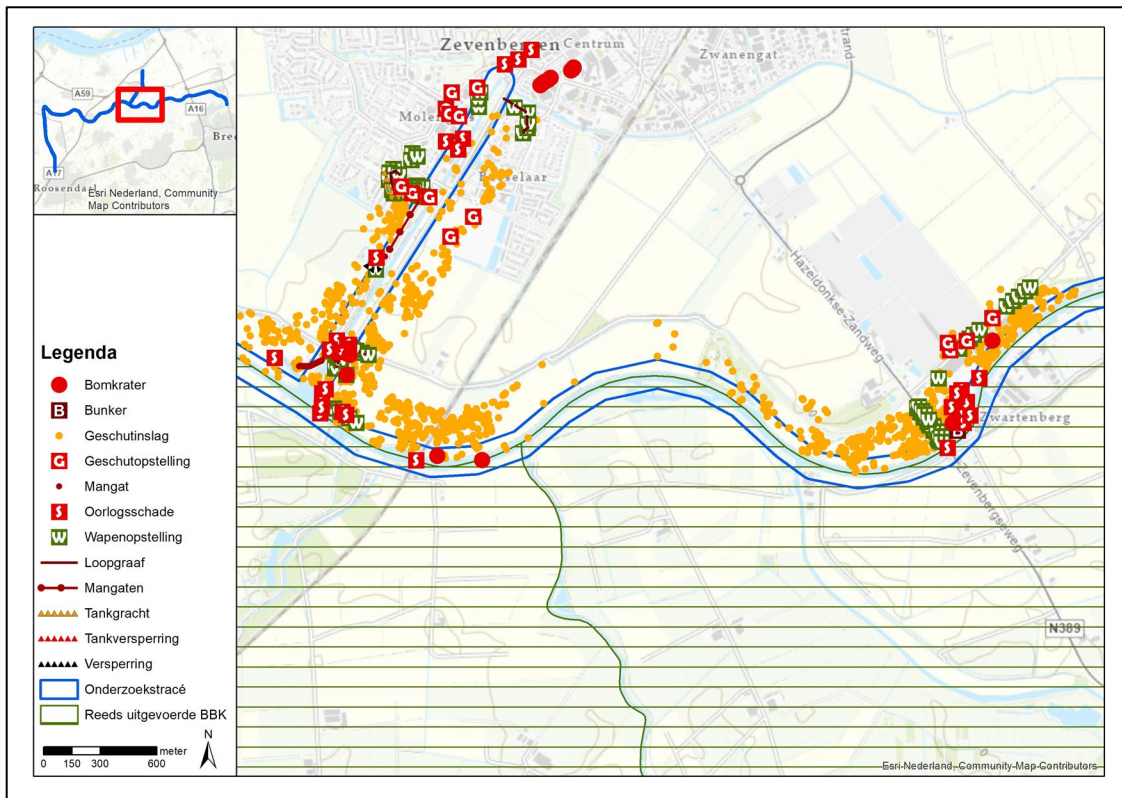 A59
A16
Bre
A17
Roosendaal
Esri Nederland, Community
Map Contributors
Zevenbergen Centrum
Zwanengat
Hazeldonkse-Zandweg
Zwartenberg
Zevenbergseweg
N389
Legenda
Bomkrater
B Bunker
Geschutinslag
G Geschutopstelling
Mangat
S Oorlogsschade
W Wapenopstelling
Loopgraaf
Mangaten
Tankgracht
Tankversperring
Versperring
Onderzoekstracé
Reeds uitgevoerde BBK
N
meter
0 150 300 600
Esri Nederland, Community Map Contributors